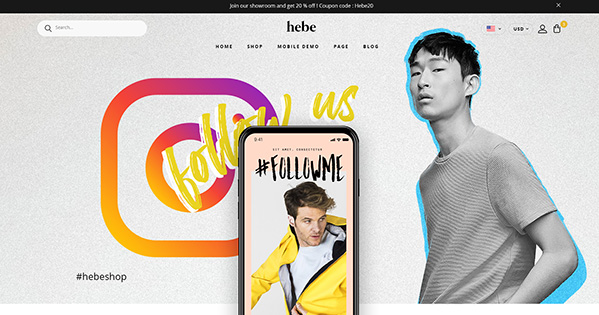 Join our showroom and get 20 % off ! Coupon code : Hebe20
Search...
hebe
USD
HOME
SHOP
MOBILE DEMO
PAGE
BLOG
follow us
9:41
SIT AMET, CONSECTETUR
#FOLLOWME
#hebeshop